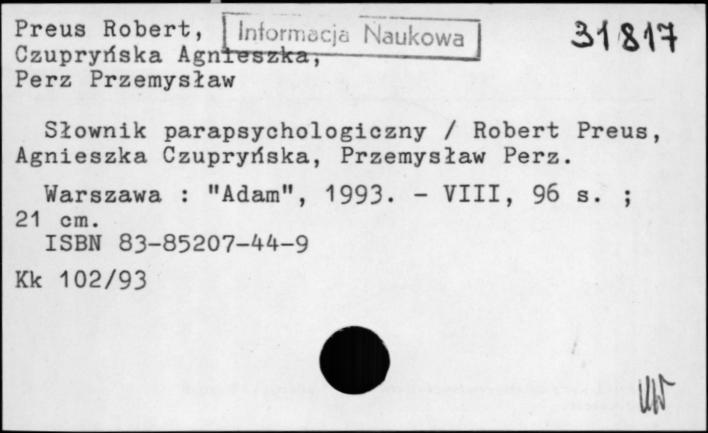 Preus Robert,
Informacja Naukowa
31817
Czupryńska Agnieszka,
Perz Przemysław
Słownik parapsychologiczny / Robert Preus,
Agnieszka Czupryńska, Przemysław Perz.
Warszawa : "Adam", 1993. - VIII, 96 s. ;
21 cm.
ISBN 83-85207-44-9
Kk 102/93